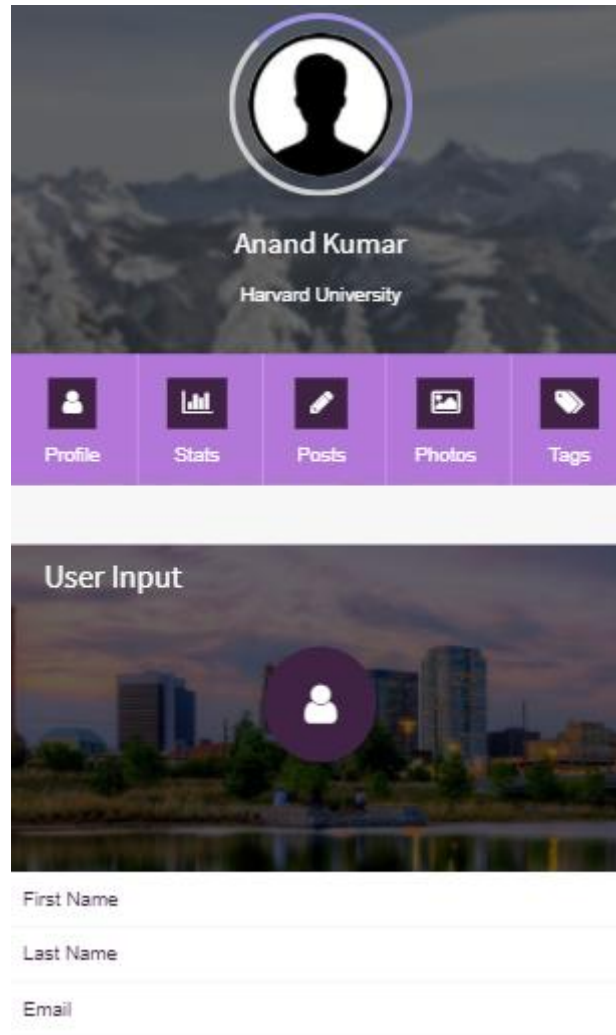 Anand Kumar
Harvard University
Profile Stats Posts Photos Tags
User Input
First Name
Last Name
Email